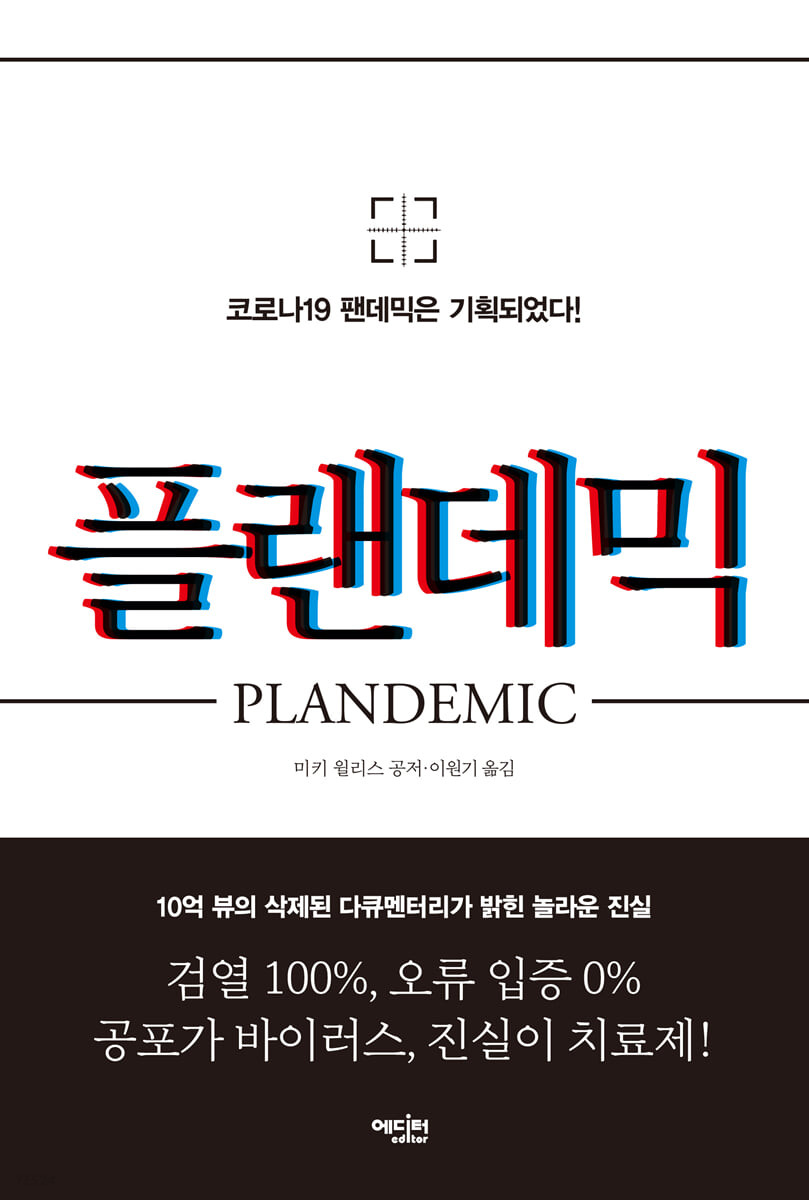 코로나19 팬데믹은 기획되었다!
플랜데믹
PLANDEMIC
미키 윌리스 공저·이원기 옮김
10억 뷰의 삭제된 다큐멘터리가 밝힌 놀라운 진실
검열 100%, 오류 입증 0%
공포가 바이러스, 진실이 치료제!
에디터
editor